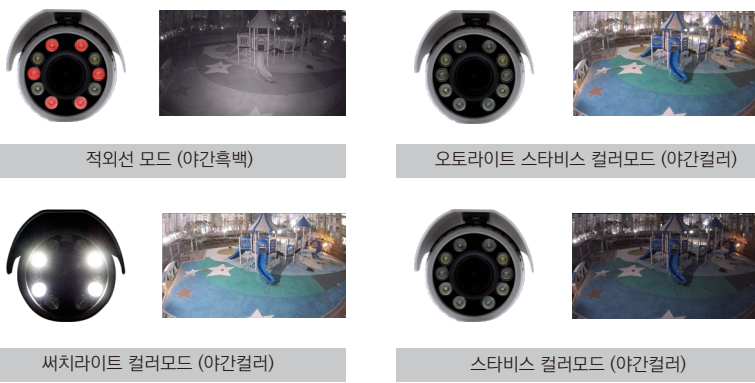 적외선 모드 (야간흑백)
오토라이트 스타비스 컬러모드 (야간컬러)
써치라이트 컬러모드 (야간컬러)
스타비스 컬러모드 (야간컬러)